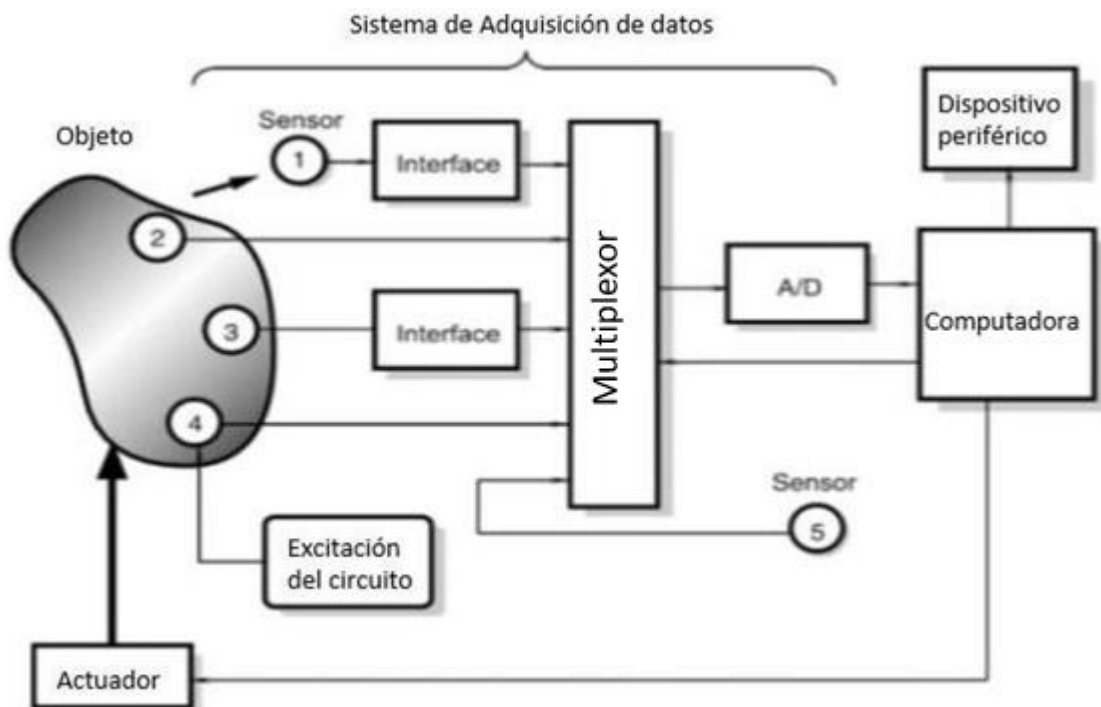 Sistema de Adquisición de datos
Objeto
Sensor
1
Interface
2
3
Interface
4
Multiplexor
A/D
Dispositivo
periférico
Computadora
Sensor
5
Excitación
del circuito
Actuador